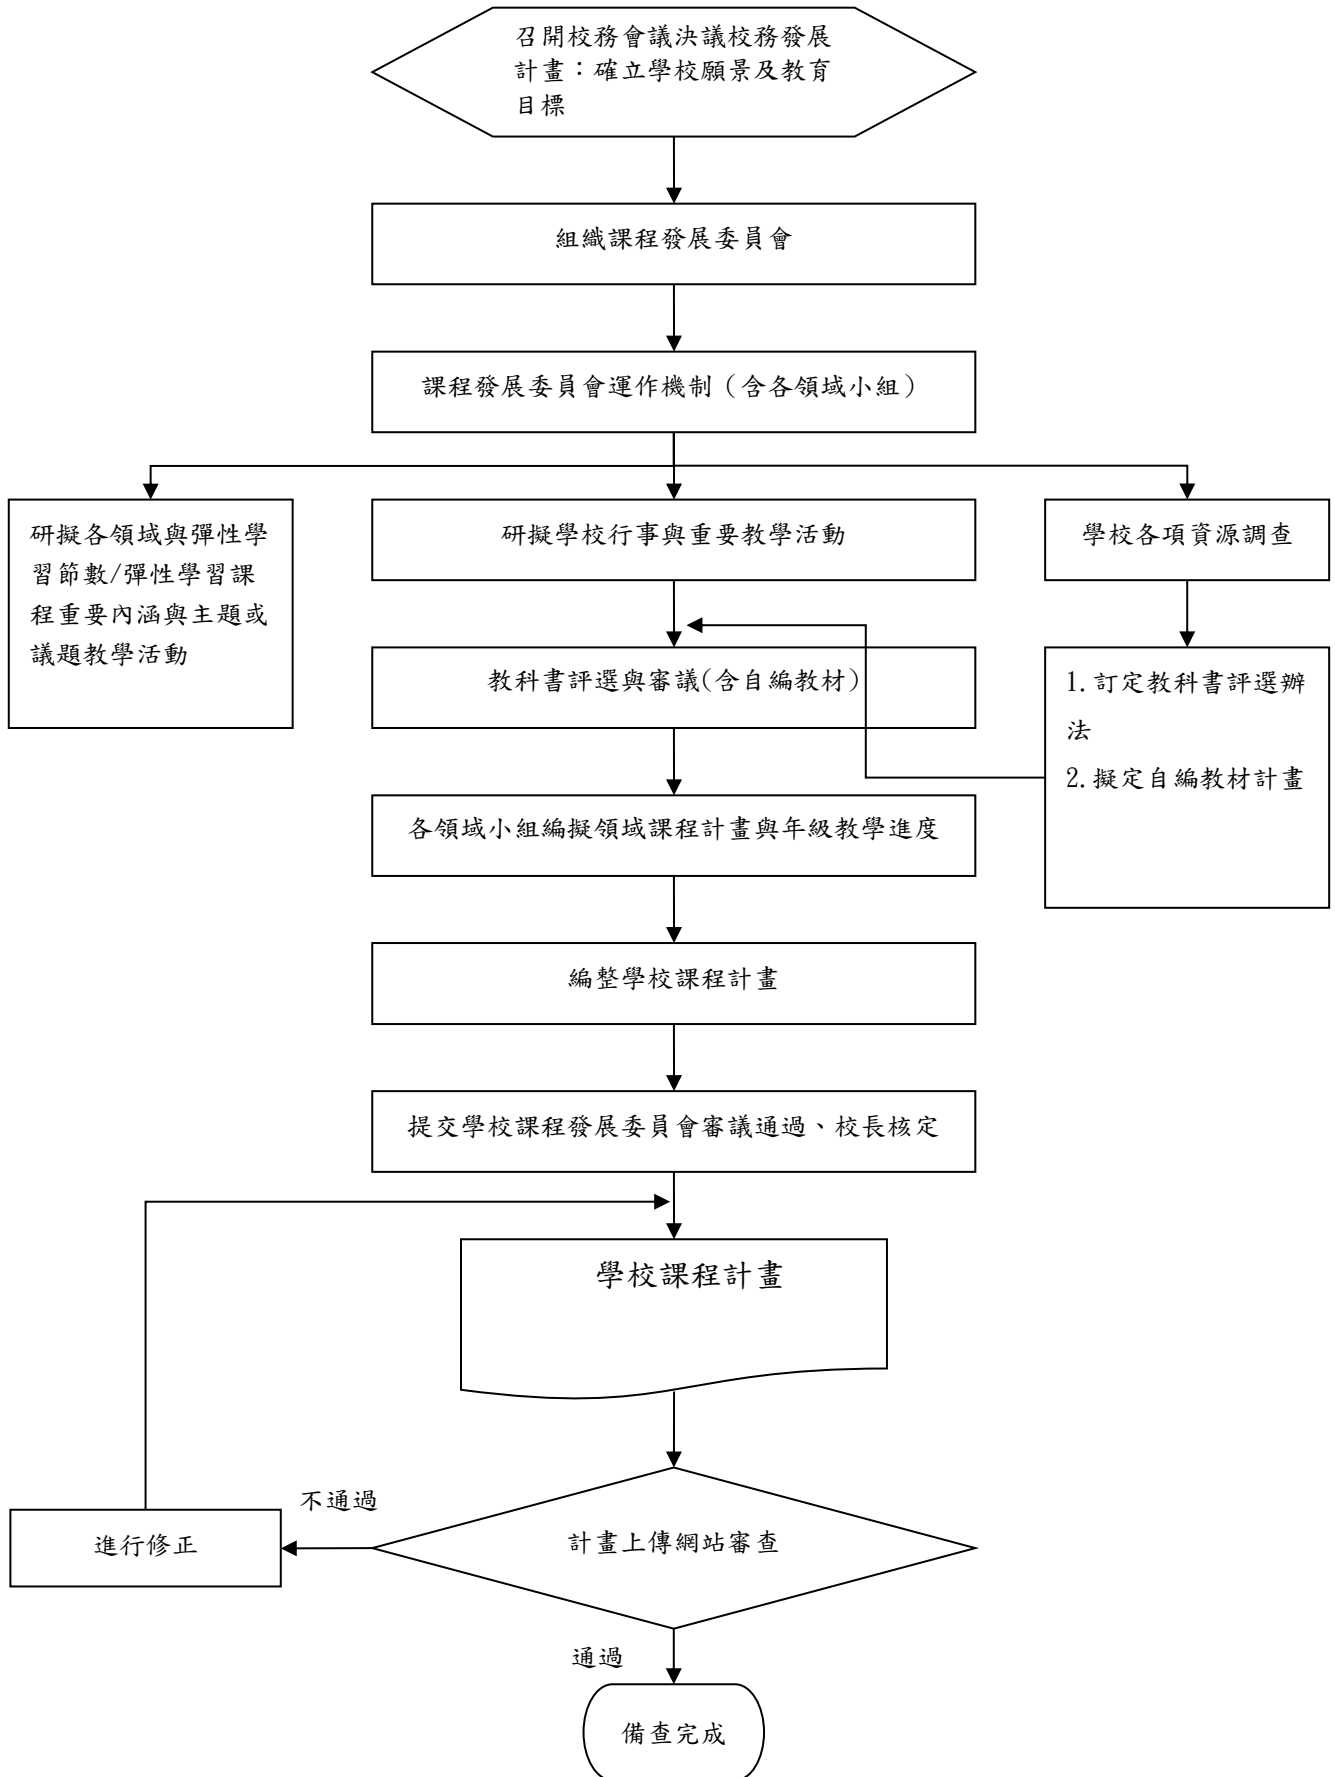 召開校務會議決議校務發展
計畫：確立學校願景及教育
目標
組織課程發展委員會
課程發展委員會運作機制（含各領域小組）
研擬各領域與彈性學
習節數/彈性學習課
程重要內涵與主題或
議題教學活動
研擬學校行事與重要教學活動
學校各項資源調查
教科書評選與審議(含自編教材)
1.訂定教科書評選辦
法
2.擬定自編教材計畫
各領域小組編擬領域課程計畫與年級教學進度
編整學校課程計畫
提交學校課程發展委員會審議通過、校長核定
學校課程計畫
不通過
進行修正
計畫上傳網站審查
通過
備查完成